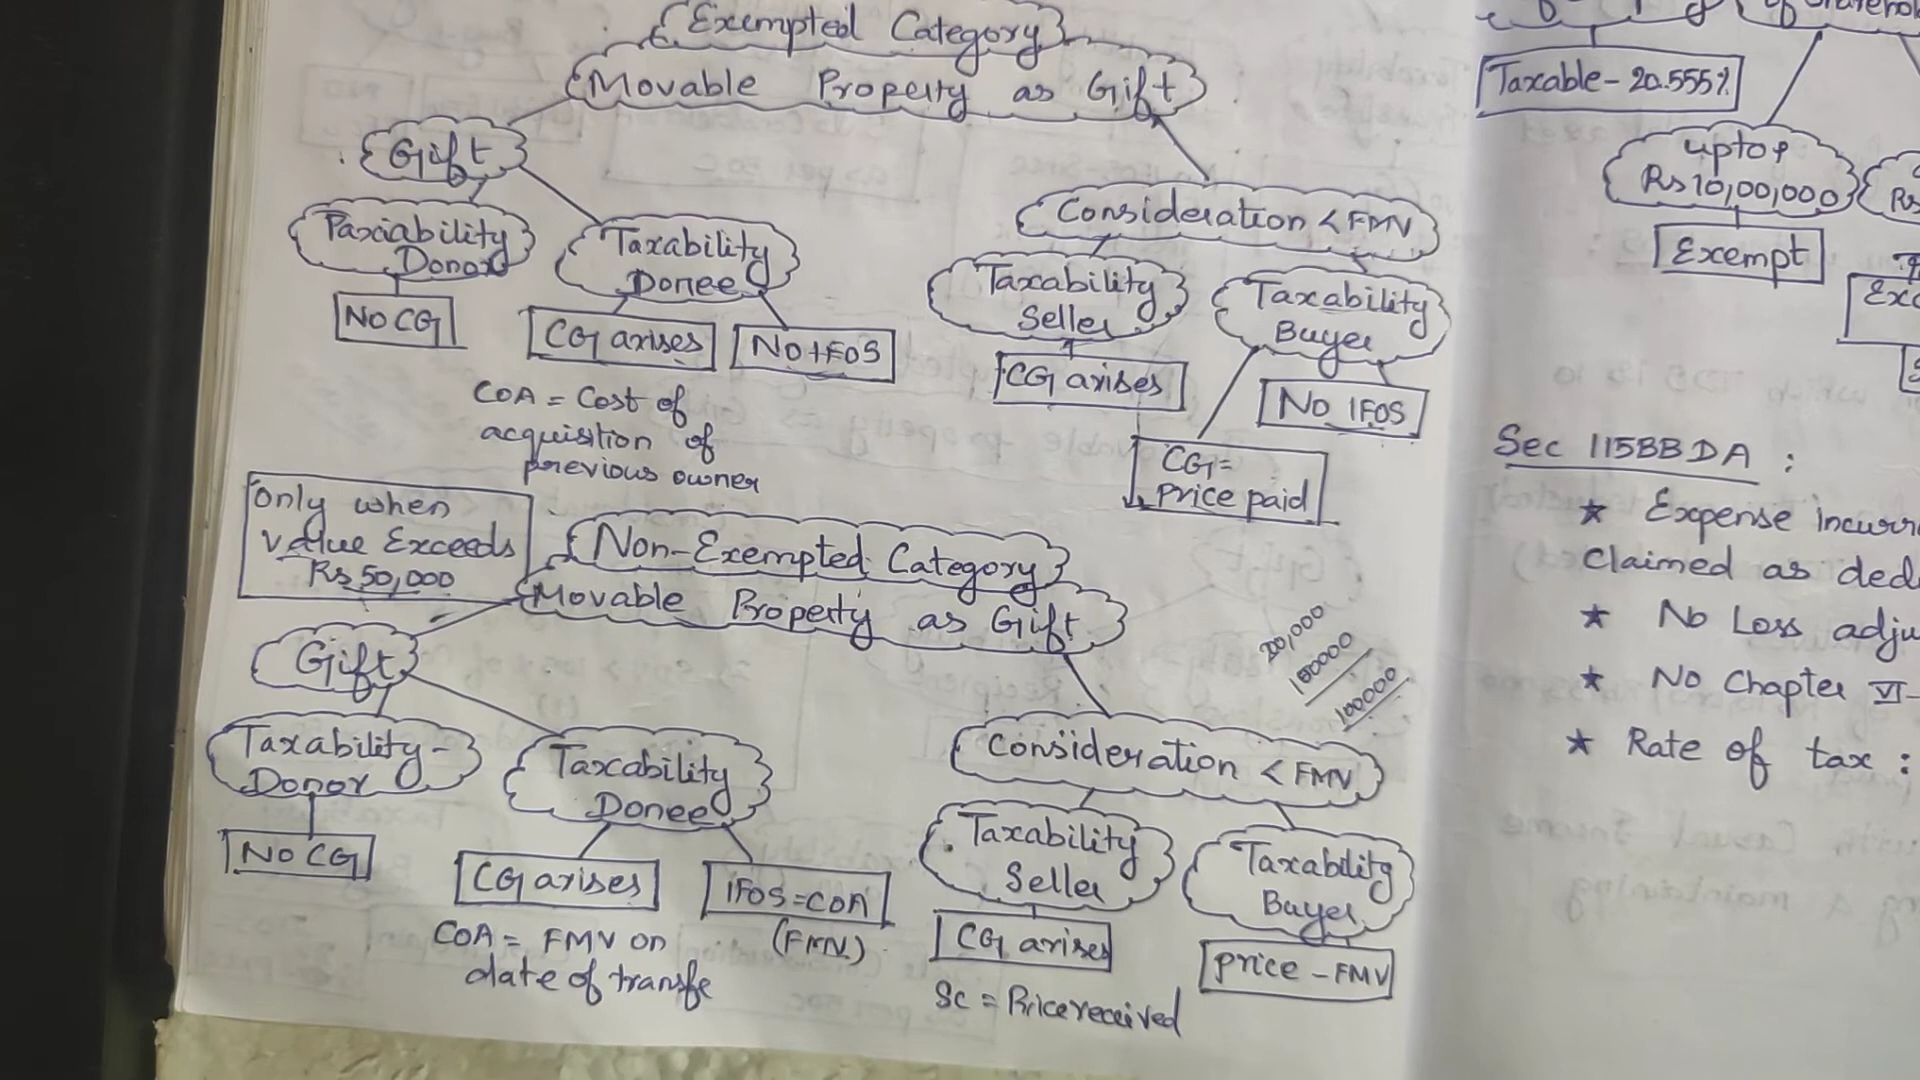 Exempted Category
Movable Property as Gift
Gift
Paxiability
Donor
No CG
Taxability
Donee
CG arises
No IFOS
COA = Cost of
acquisition of
previous owner
Consideration < FMV
Taxability
Seller
CG arises
Taxability
Buyer
No IFOS
CG =
Price paid
Only when
value Exceeds
Rs 50,000
Non-Exempted Category
Movable Property as Gift
Gift
Taxability -
Donor
No CG
Taxability
Donee
CG arises
IFOS = COA
(FMV)
COA = FMV on
date of transfe
100000
Consideration < FMV
Taxability
Seller
CG arises
SC = Price received
Taxability
Buyer
Price - FMV
Taxable - 20.555%
Rs 10,00,000
Exempt
Rs
Sec 115BBDA :
★ Expense incurr
Claimed as ded
★ No Loss adju
★ No Chapter VI-
★ Rate of tax :